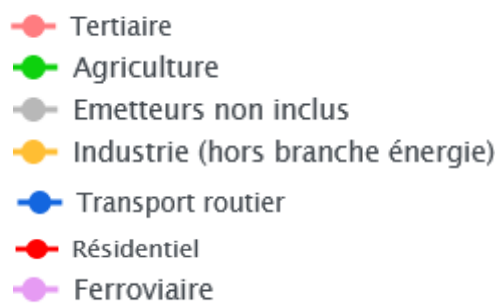 Tertiaire
Agriculture
Emetteurs non inclus
Industrie (hors branche énergie)
Transport routier
Résidentiel
Ferroviaire